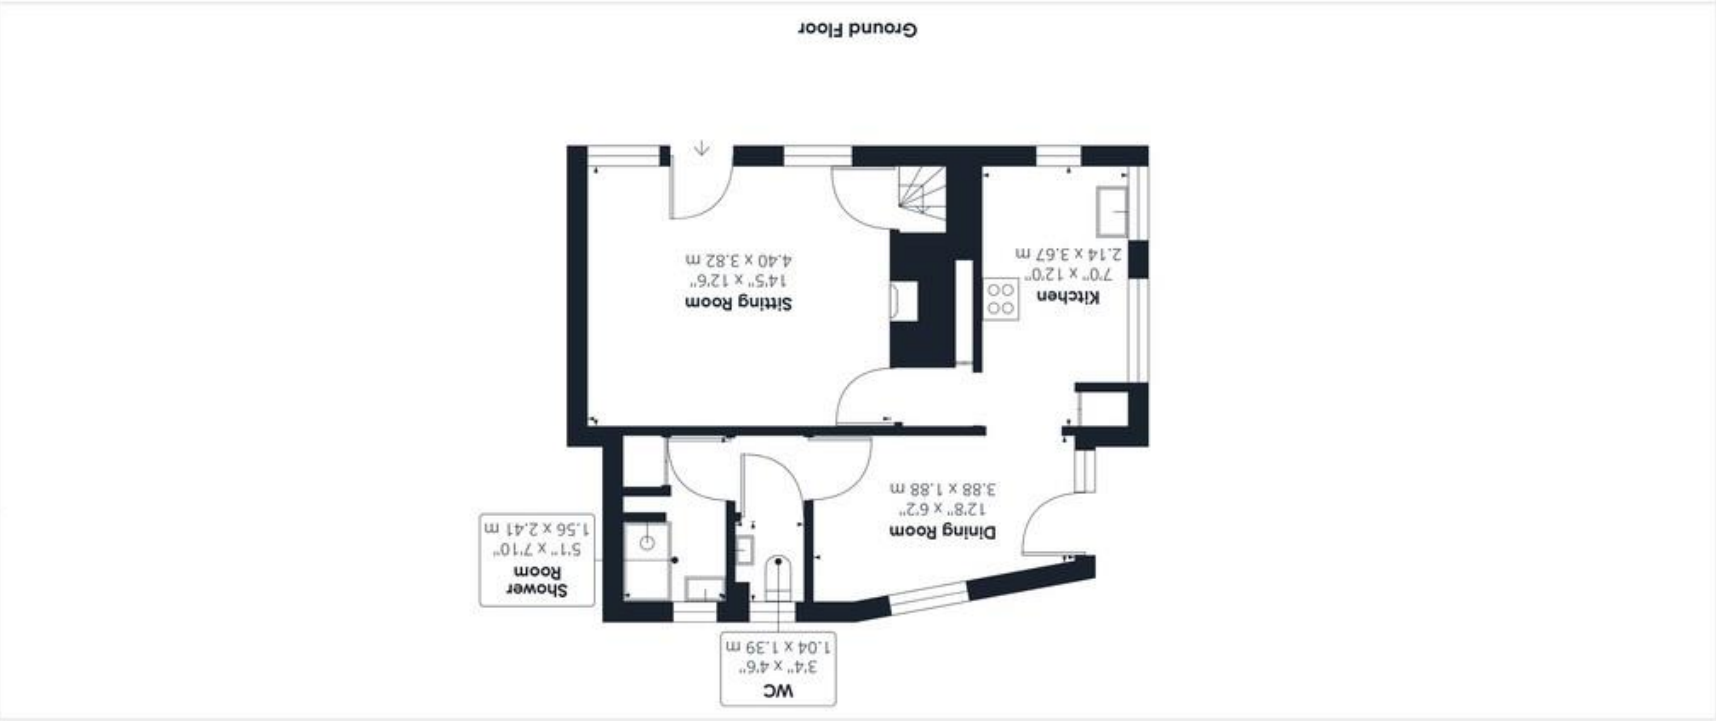 WC
3'4" x 4'6"
1.04 x 1.39 m
Shower
Room
5'1" x 7'10"
1.56 x 2.41 m
Dining Room
12'8" x 6'2"
3.88 x 1.88 m
Kitchen
7'0" x 12'0"
2.14 x 3.67 m
Sitting Room
14'5" x 12'6"
4.40 x 3.82 m
Ground Floor